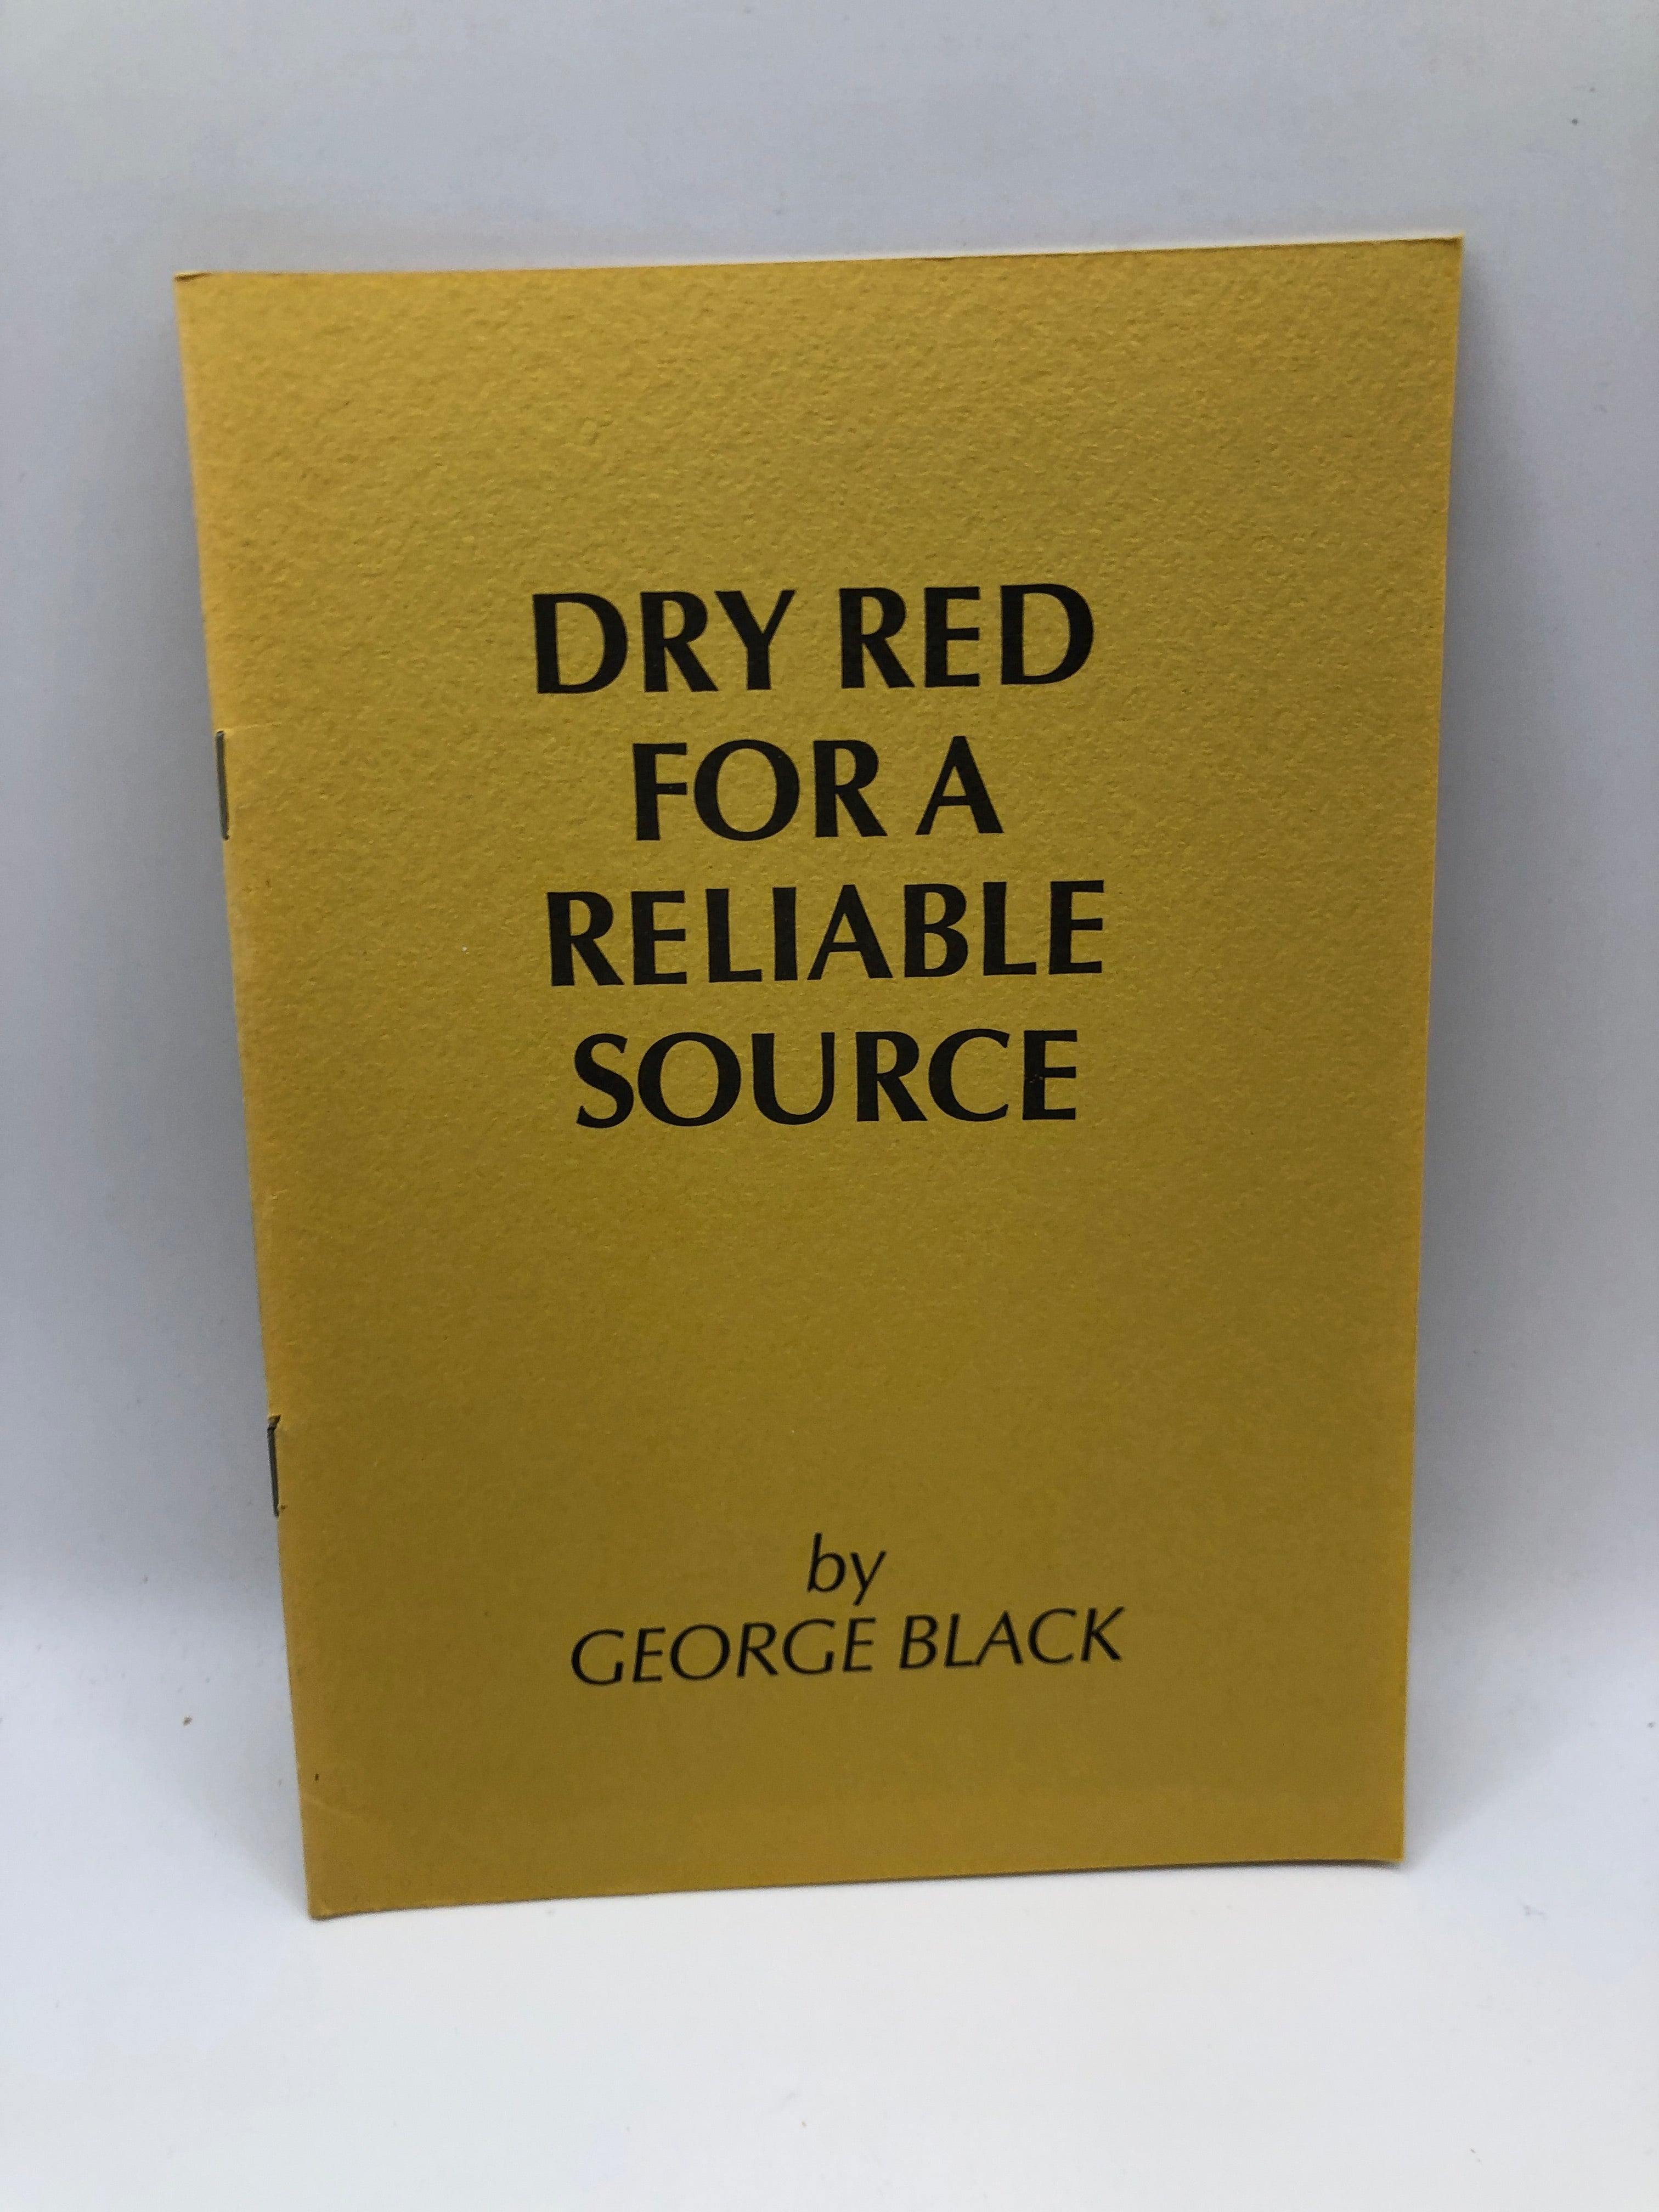 DRY RED
FOR A
RELIABLE
SOURCE
by
GEORGE BLACK